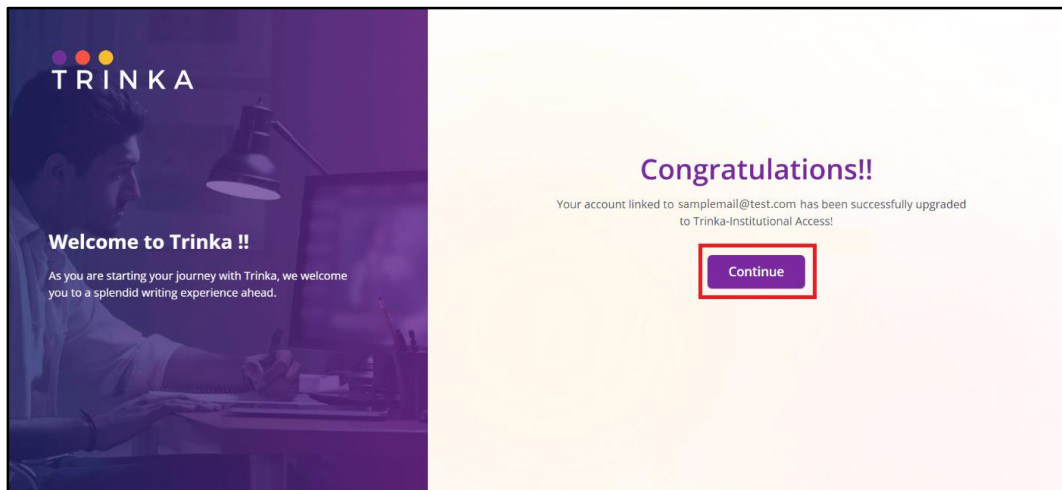 TRINKA
Welcome to Trinka !!
As you are starting your journey with Trinka, we welcome
you to a splendid writing experience ahead.
Congratulations!!
Your account linked to samplemail@test.com has been successfully upgraded
to Trinka-Institutional Access!
Continue